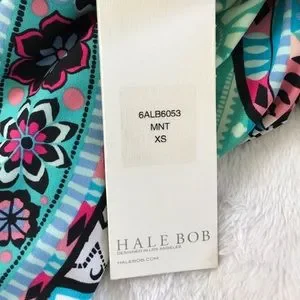 6ALB6053
MNT
XS
HALE BOB
DESIGNED IN LOS ANGELES
HALEBOB.COM